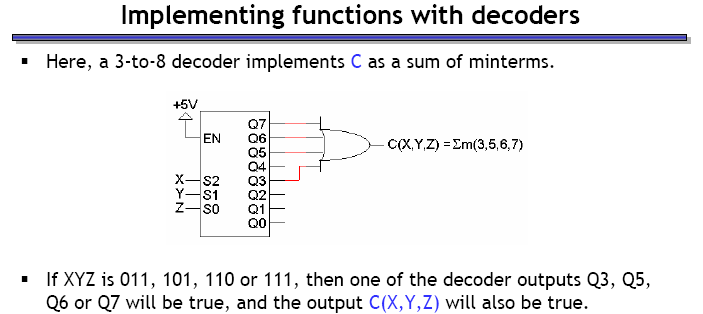 Implementing functions with decoders
▪ Here, a 3-to-8 decoder implements C as a sum of minterms.
+5V
EN
Q7
Q6
Q5
Q4
X S2 Q3
Y S1 Q2
Z S0 Q1
Q0
C(X,Y,Z) =Σm(3,5,6,7)
▪ If XYZ is 011, 101, 110 or 111, then one of the decoder outputs Q3, Q5,
Q6 or Q7 will be true, and the output C(X,Y,Z) will also be true.